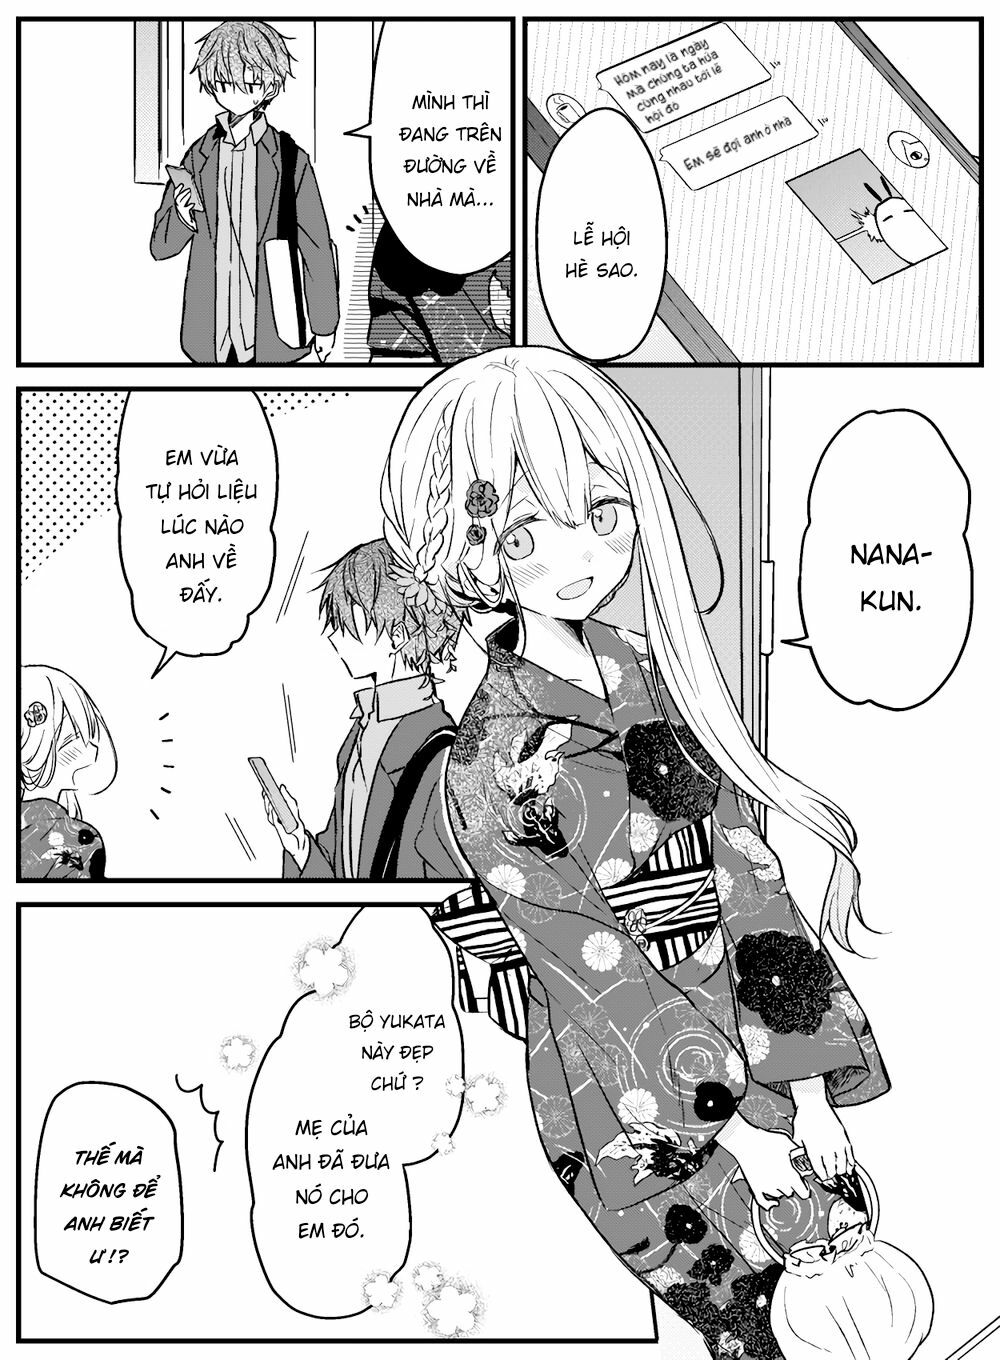 Hôm nay là ngày
mà chúng ta hứa
cùng nhau tới lễ
hội đó
Em sẽ đợi anh ở nhà
LỄ HỘI
HÈ SAO.
MÌNH THÌ
ĐANG TRÊN
ĐƯỜNG VỀ
NHÀ MÀ...
NANA-
KUN.
EM VỪA
TỰ HỎI LIỆU
LÚC NÀO
ANH VỀ
ĐẤY.
BỘ YUKATA
NÀY ĐẸP
CHỨ ?
MẸ CỦA
ANH ĐÃ ĐƯA
NÓ CHO
EM ĐÓ.
THẾ MÀ
KHÔNG ĐỂ
ANH BIẾT
Ư !?